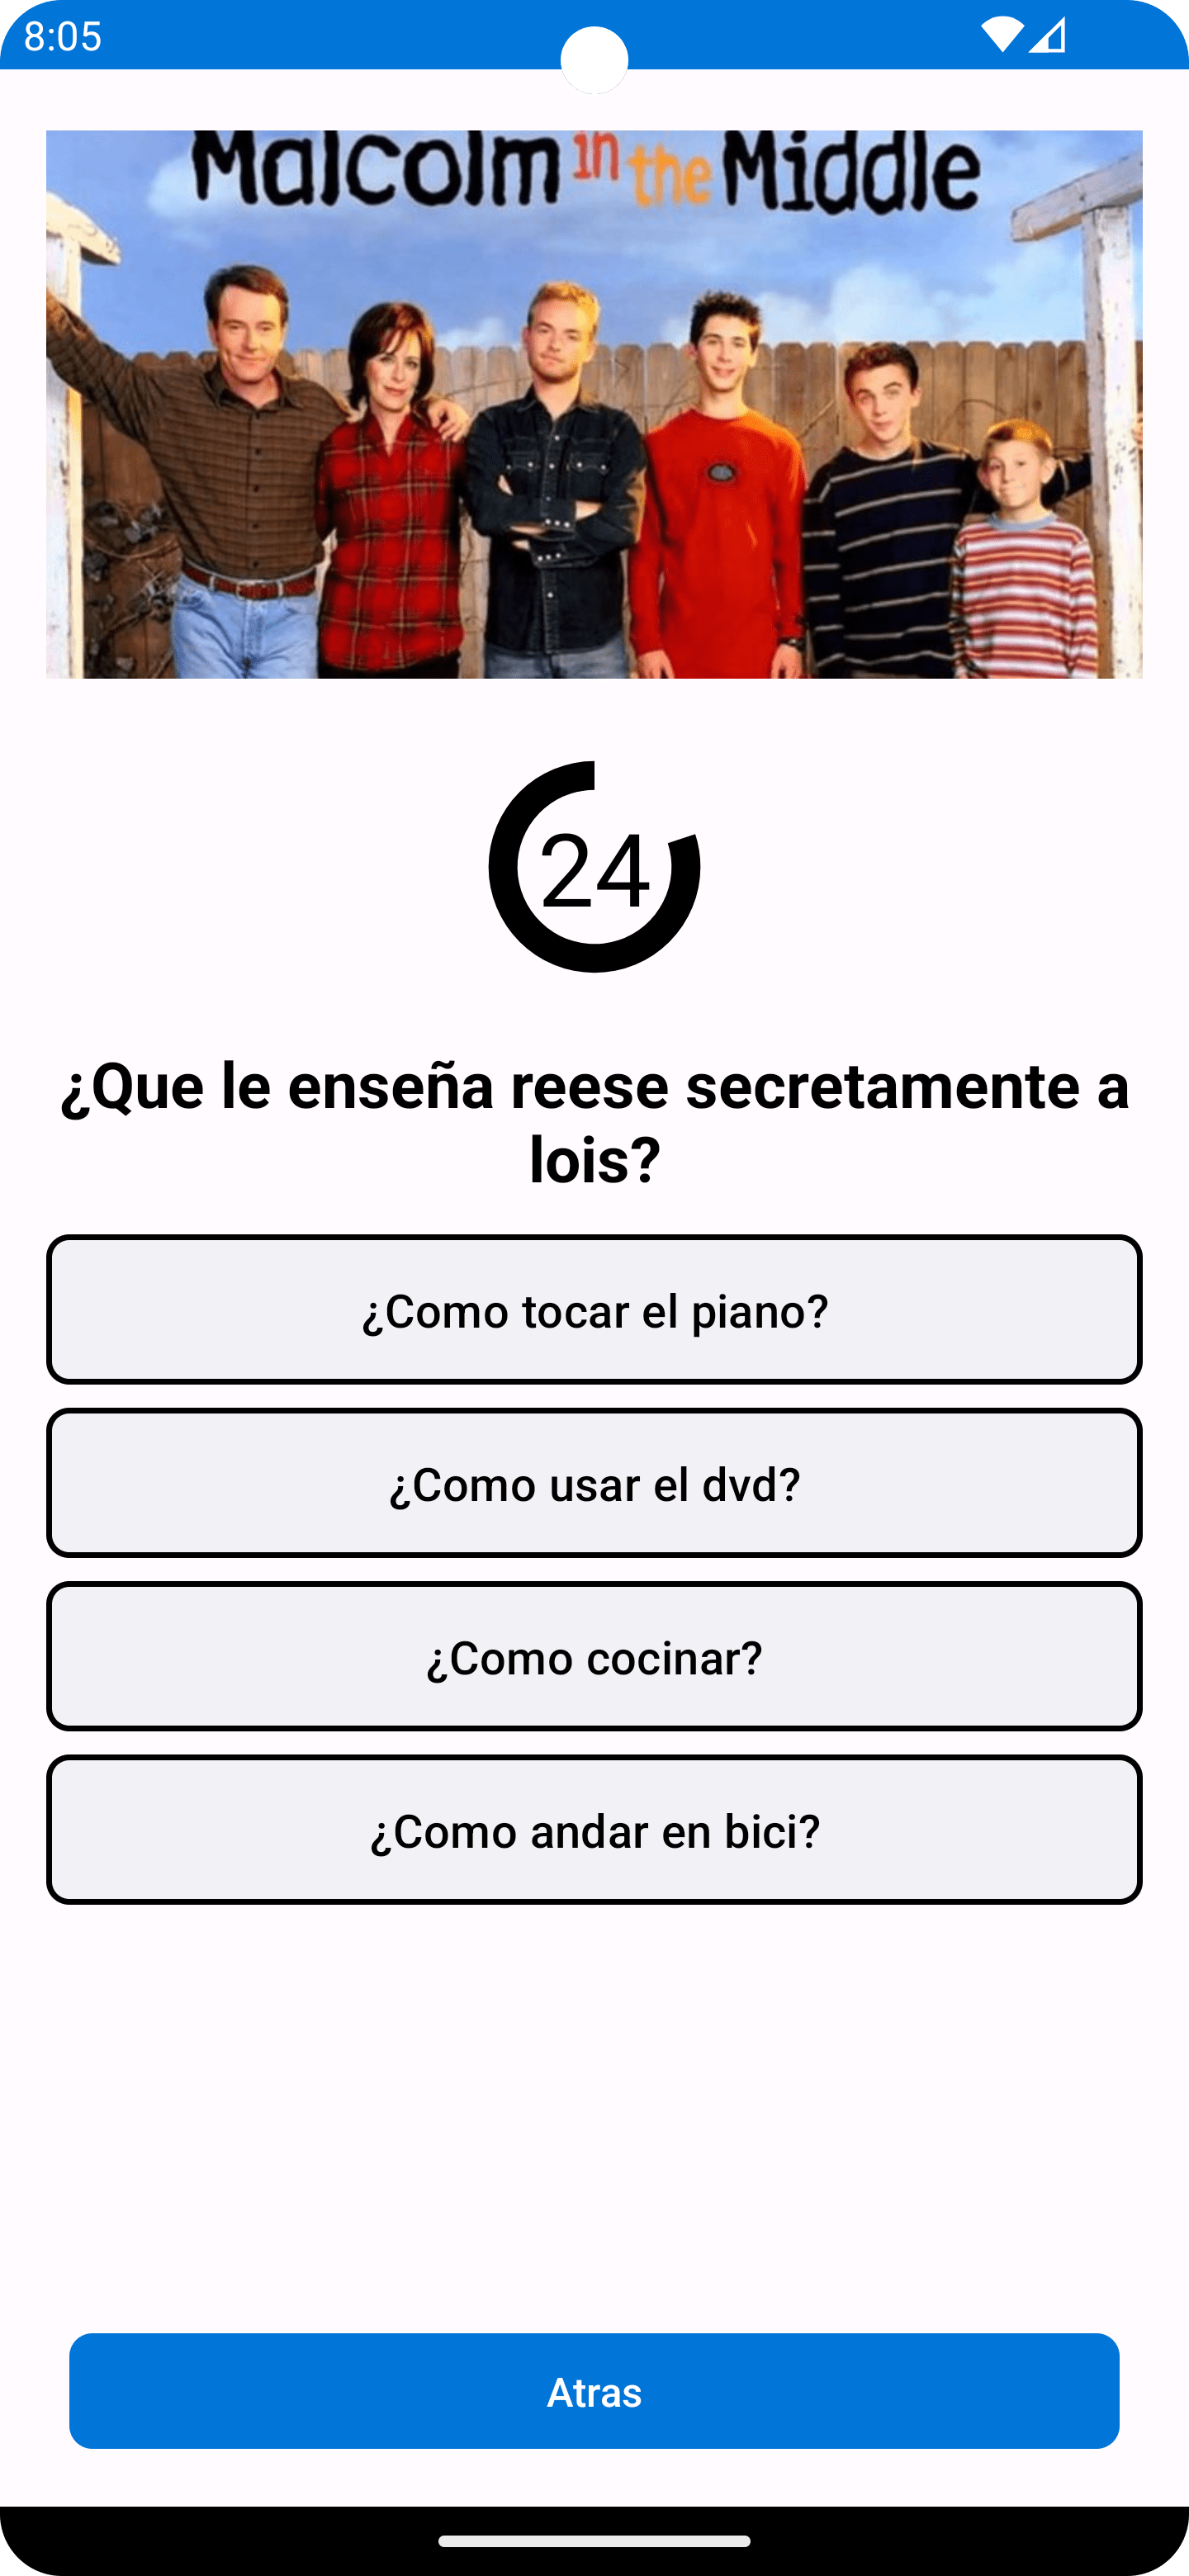 8:05
Malcolm in the Middle
24
¿Que le enseña reese secretamente a
lois?
¿Como tocar el piano?
¿Como usar el dvd?
¿Como cocinar?
¿Como andar en bici?
Atras